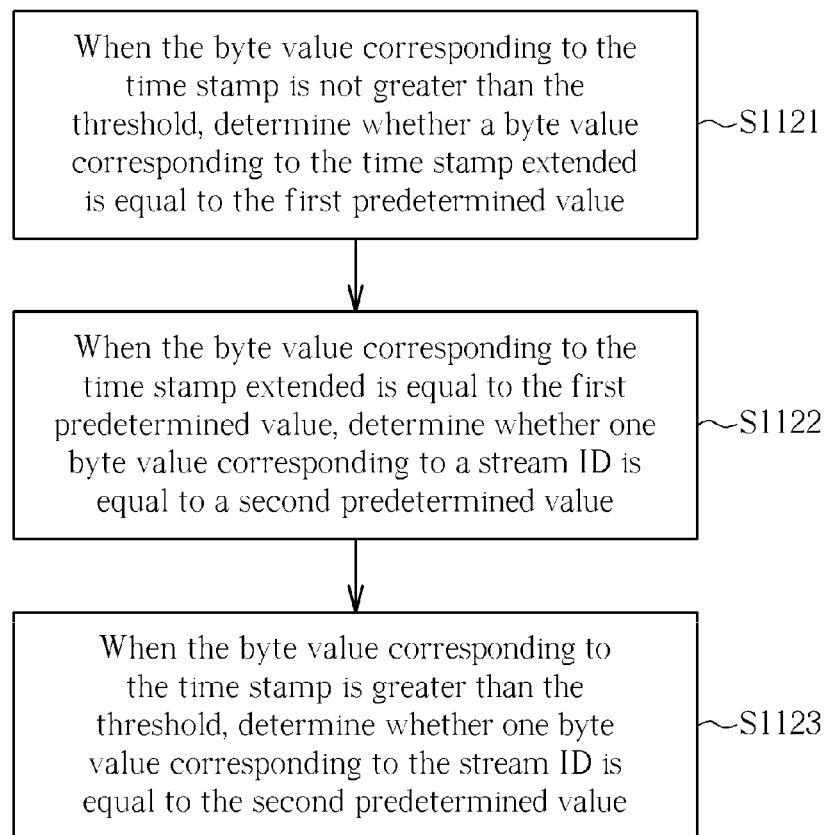 When the byte value corresponding to the
time stamp is not greater than the
threshold, determine whether a byte value
corresponding to the time stamp extended
is equal to the first predetermined value
S1121
When the byte value corresponding to the
time stamp extended is equal to the first
predetermined value, determine whether one
byte value corresponding to a stream ID is
equal to a second predetermined value
S1122
When the byte value corresponding to
the time stamp is greater than the
threshold, determine whether one byte
value corresponding to the stream ID is
equal to the second predetermined value
S1123